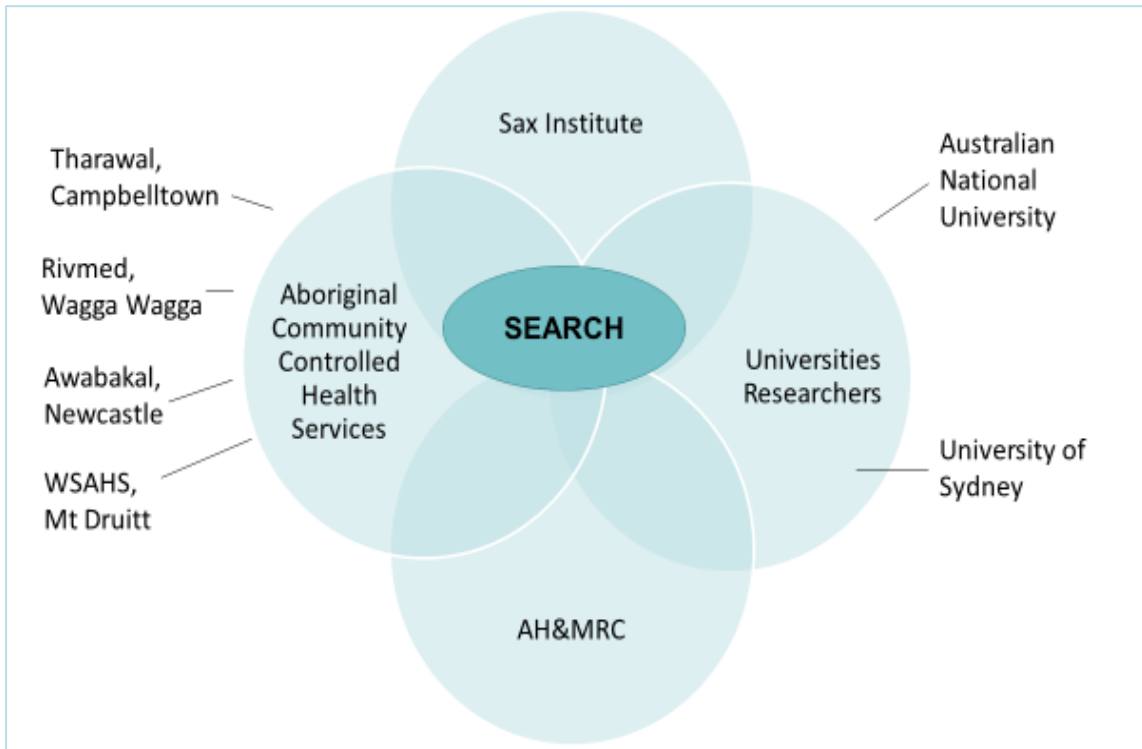 Sax Institute
Tharawal,
Campbelltown
Rivmed,
Wagga Wagga
Awabakal,
Newcastle
WSAHS,
Mt Druitt
Aboriginal
Community
Controlled
Health
Services
SEARCH
Universities
Researchers
Australian
National
University
University of
Sydney
AH&MRC